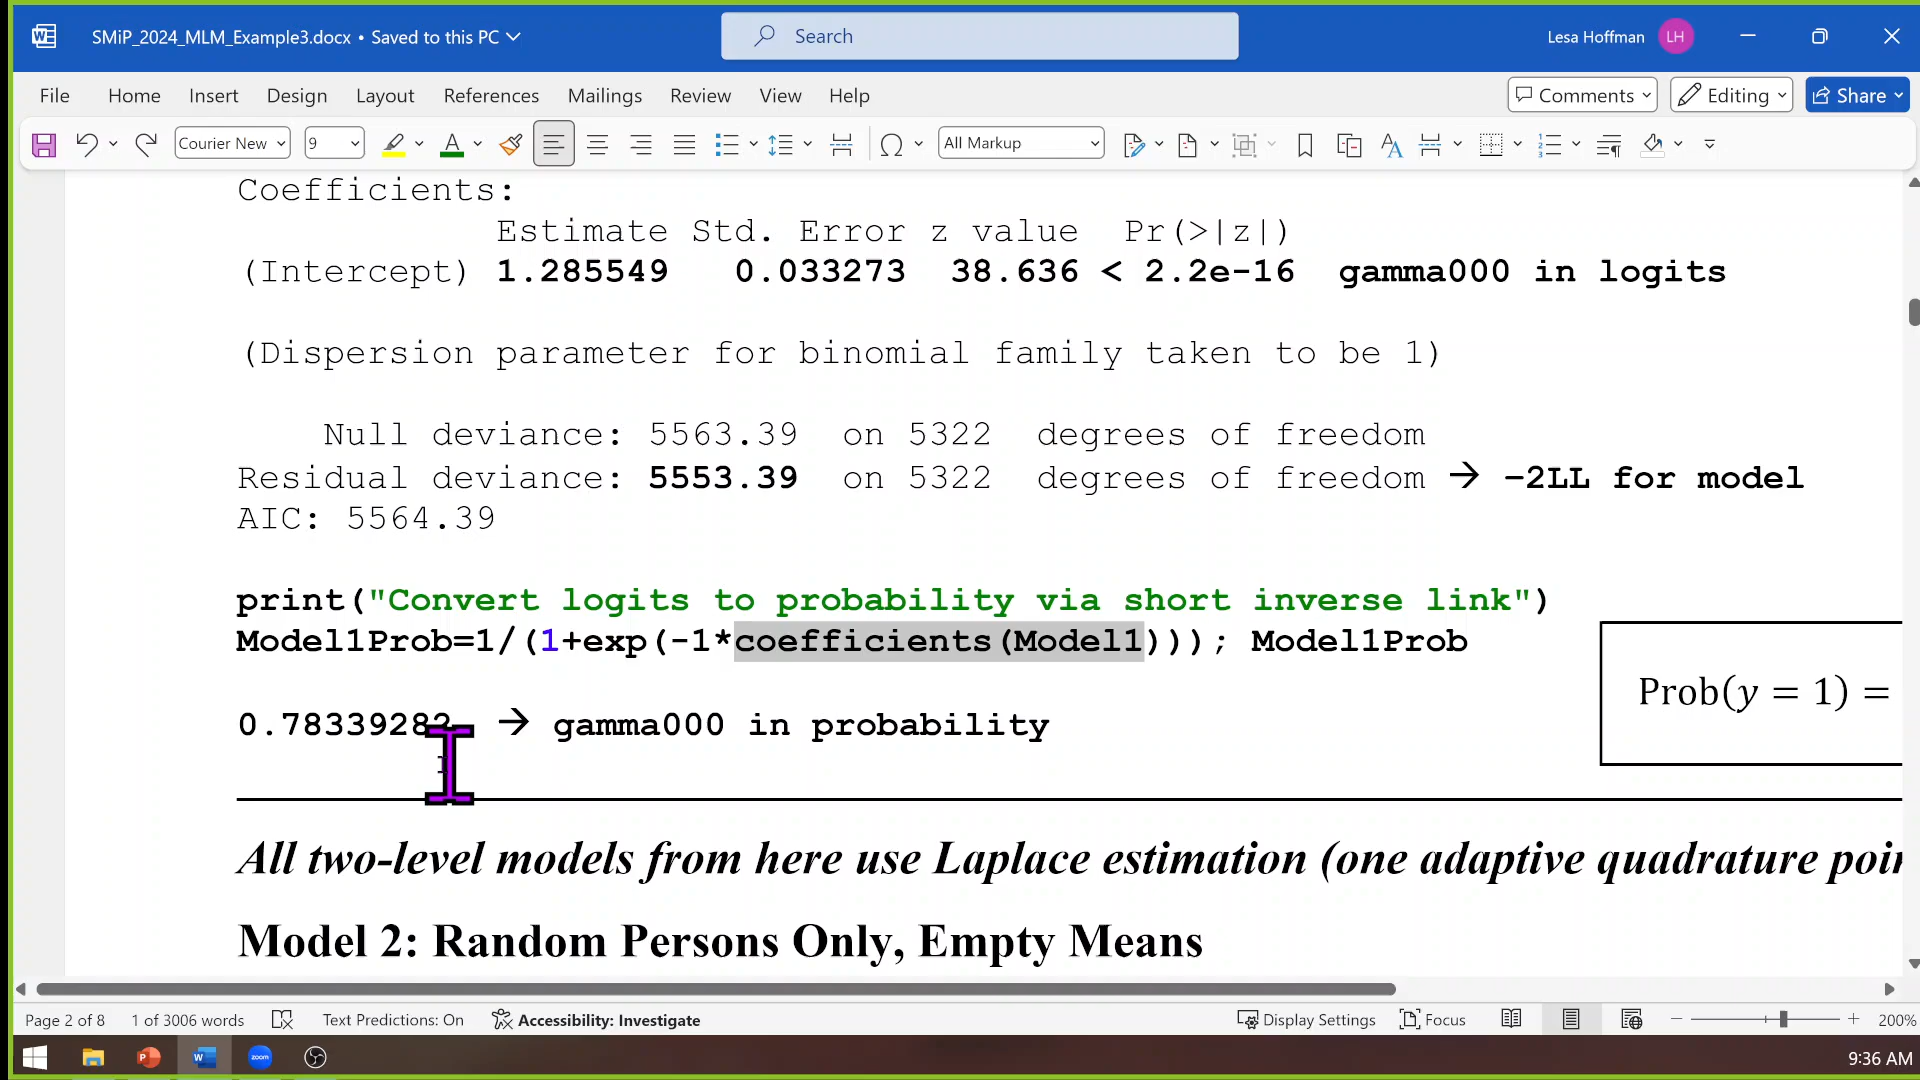 SMiP_2024_MLM_Example3.docx • Saved to this PC
Search
Lesa Hoffman
LH
File Home Insert Design Layout References Mailings Review View Help
Comments Editing Share
Courier New 9 All Markup
Coefficients:
Estimate Std. Error z value Pr(>|z|)
(Intercept) 1.285549 0.033273 38.636 < 2.2e-16 gamma000 in logits
(Dispersion parameter for binomial family taken to be 1)
Null deviance: 5563.39 on 5322 degrees of freedom
Residual deviance: 5553.39 on 5322 degrees of freedom → -2LL for model
AIC: 5564.39
print("Convert logits to probability via short inverse link")
Model1Prob=1/(1+exp(-1*coefficients(Model1))); Model1Prob
Prob(y = 1) =
0.78339282 → gamma000 in probability
All two-level models from here use Laplace estimation (one adaptive quadrature poin
Model 2: Random Persons Only, Empty Means
Page 2 of 8 1 of 3006 words Text Predictions: On Accessibility: Investigate Display Settings Focus 200%
zoom
9:36 AM